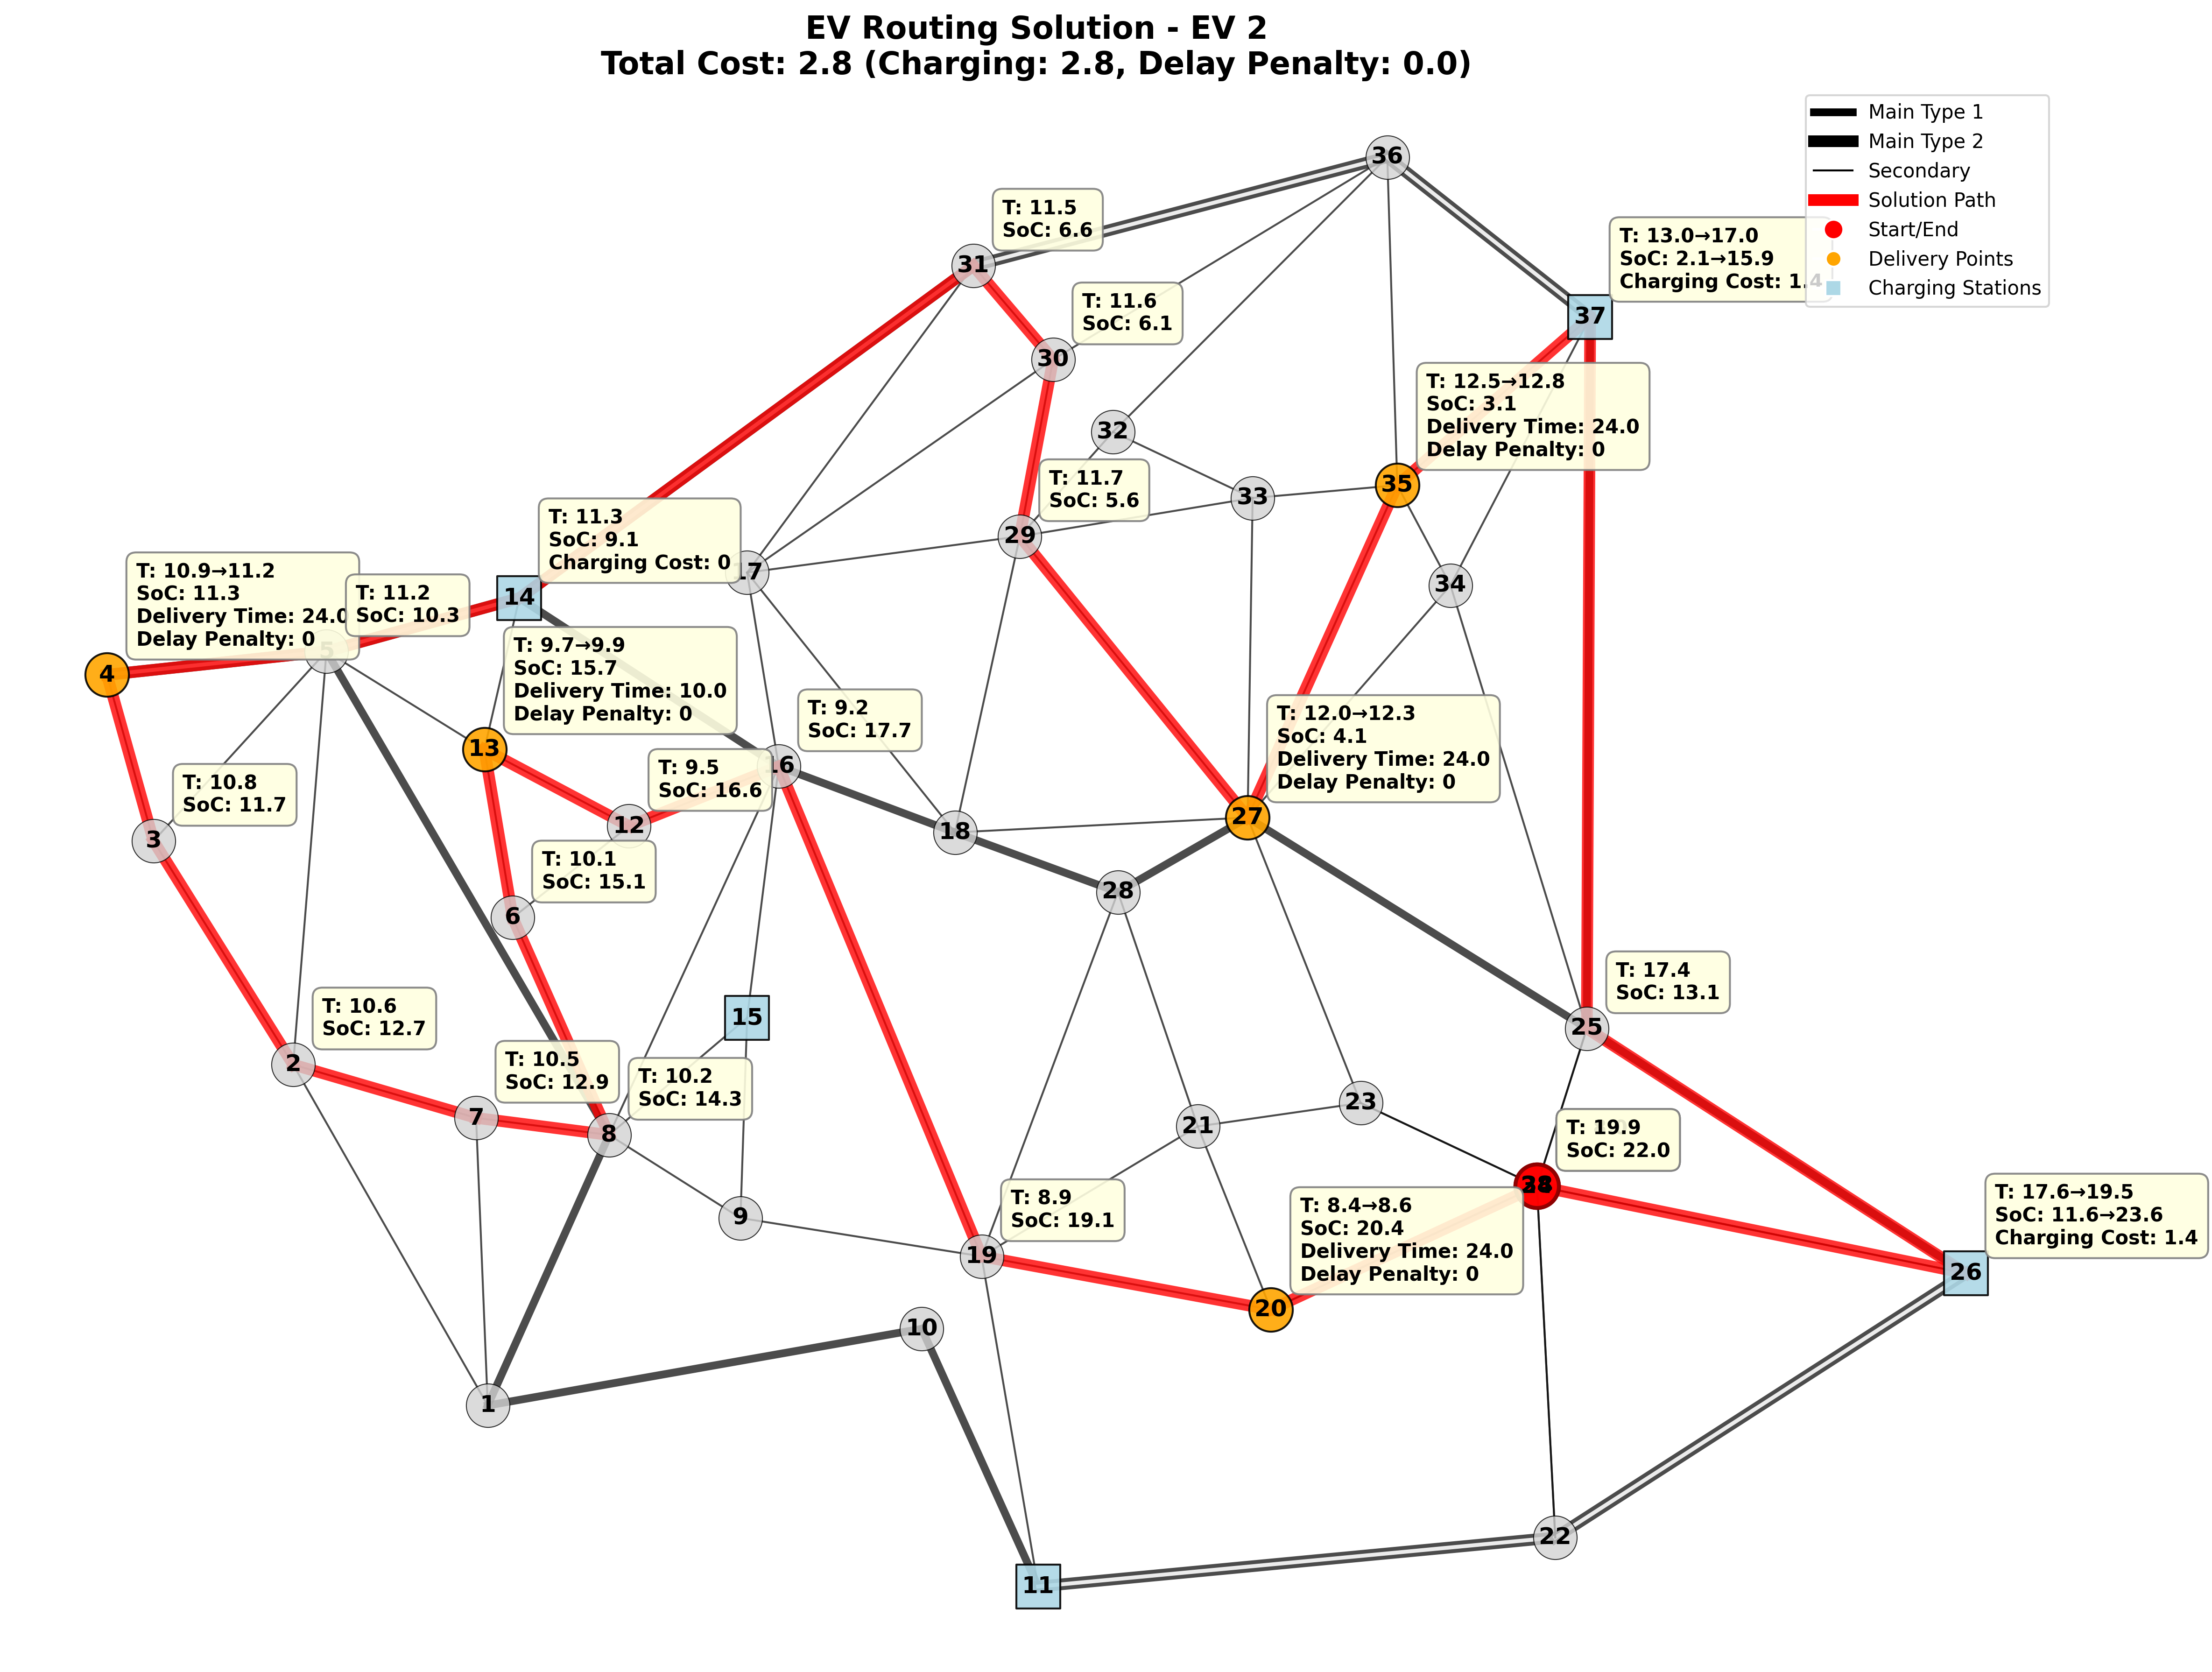 EV Routing Solution - EV 2
Total Cost: 2.8 (Charging: 2.8, Delay Penalty: 0.0)
Main Type 1
Main Type 2
Secondary
Solution Path
Start/End
Delivery Points
Charging Stations
36
T: 11.5
SoC: 6.6
31
T: 13.0→17.0
SoC: 2.1→15.9
Charging Cost: 1.4
37
T: 11.6
SoC: 6.1
30
T: 12.5→12.8
SoC: 3.1
Delivery Time: 24.0
Delay Penalty: 0
35
32
33
T: 11.7
SoC: 5.6
29
T: 11.3
SoC: 9.1
Charging Cost: 0
17
14
34
T: 10.9→11.2
SoC: 11.3
Delivery Time: 24.0
Delay Penalty: 0
T: 11.2
SoC: 10.3
5
4
T: 9.7→9.9
SoC: 15.7
Delivery Time: 10.0
Delay Penalty: 0
13
T: 9.2
SoC: 17.7
16
T: 9.5
SoC: 16.6
12
T: 12.0→12.3
SoC: 4.1
Delivery Time: 24.0
Delay Penalty: 0
27
18
T: 10.8
SoC: 11.7
3
T: 10.1
SoC: 15.1
6
28
T: 17.4
SoC: 13.1
25
15
T: 10.6
SoC: 12.7
2
T: 10.5
SoC: 12.9
7
T: 10.2
SoC: 14.3
8
23
21
T: 19.9
SoC: 22.0
T: 8.9
SoC: 19.1
19
9
T: 8.4→8.6
SoC: 20.4
Delivery Time: 24.0
Delay Penalty: 0
20
T: 17.6→19.5
SoC: 11.6→23.6
Charging Cost: 1.4
26
10
1
22
11